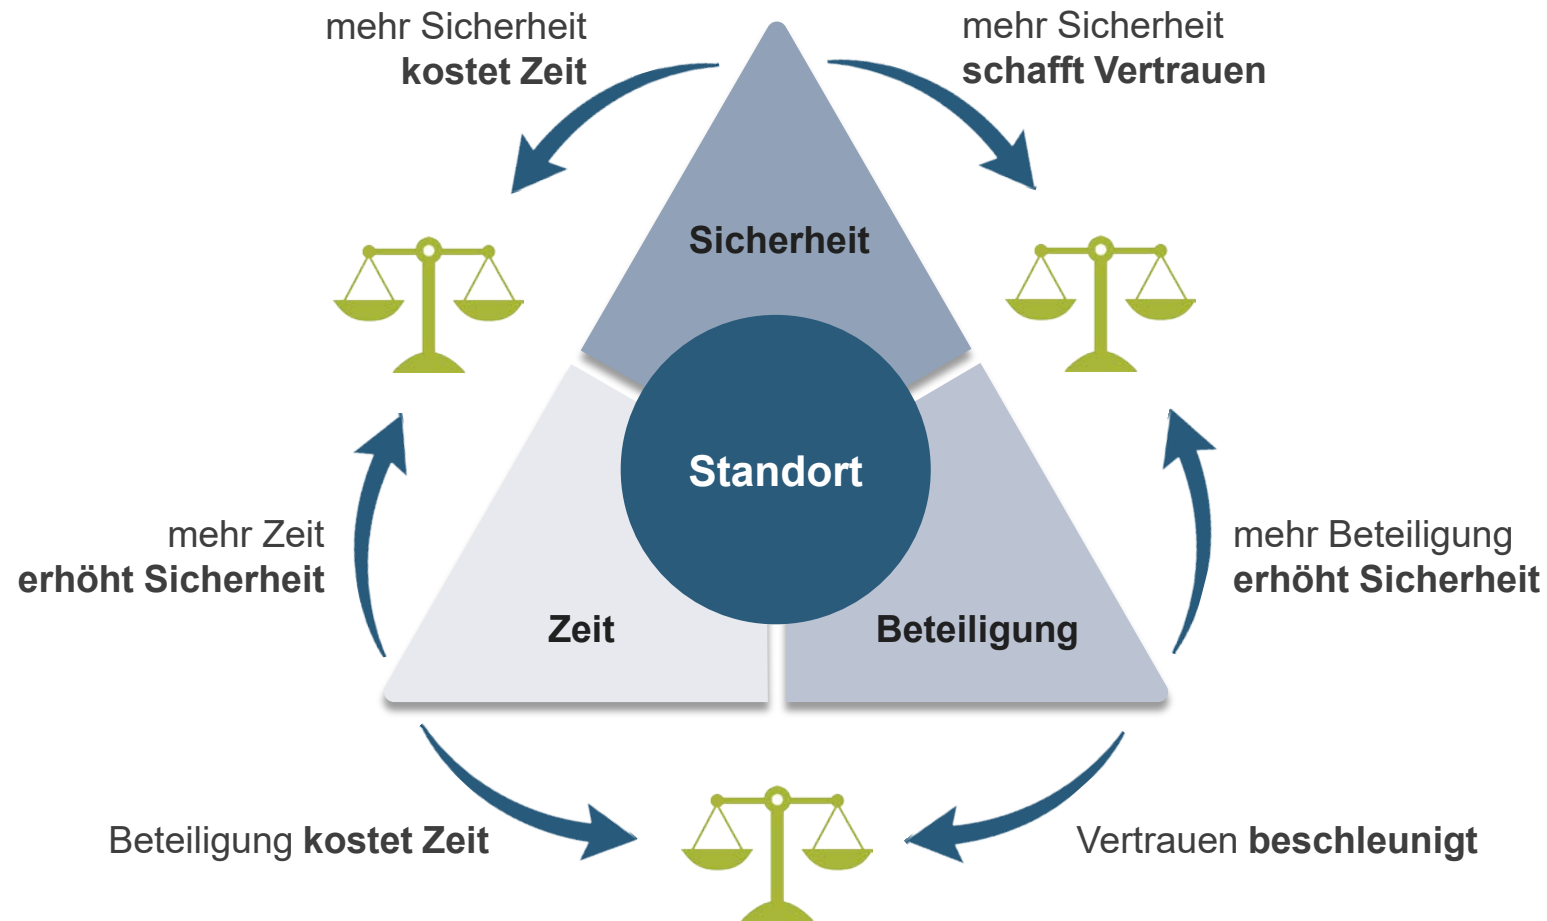 mehr Sicherheit
kostet Zeit
mehr Sicherheit
schafft Vertrauen
Sicherheit
Standort
mehr Zeit
erhöht Sicherheit
mehr Beteiligung
erhöht Sicherheit
Zeit
Beteiligung
Beteiligung kostet Zeit
Vertrauen beschleunigt